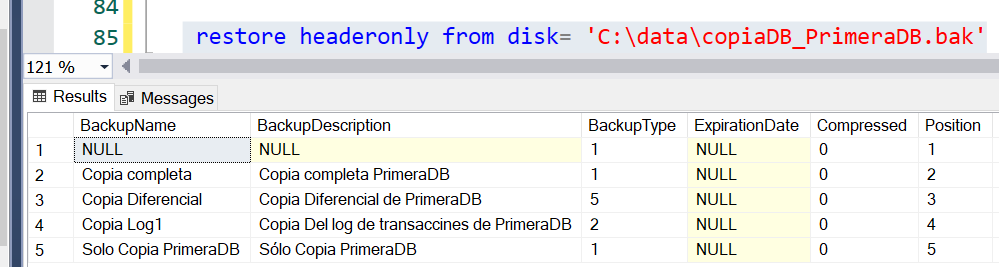 84
85 restore headeronly from disk= 'C:\data\copiaDB_PrimeraDB.bak'
121 %
Results Messages
BackupName BackupDescription BackupType ExpirationDate Compressed Position
1 NULL NULL 1 NULL 0 1
2 Copia completa Copia completa PrimeraDB 1 NULL 0 2
3 Copia Diferencial Copia Diferencial de PrimeraDB 5 NULL 0 3
4 Copia Log1 Copia Del log de transaccines de PrimeraDB 2 NULL 0 4
5 Solo Copia PrimeraDB Sólo Copia PrimeraDB 1 NULL 0 5